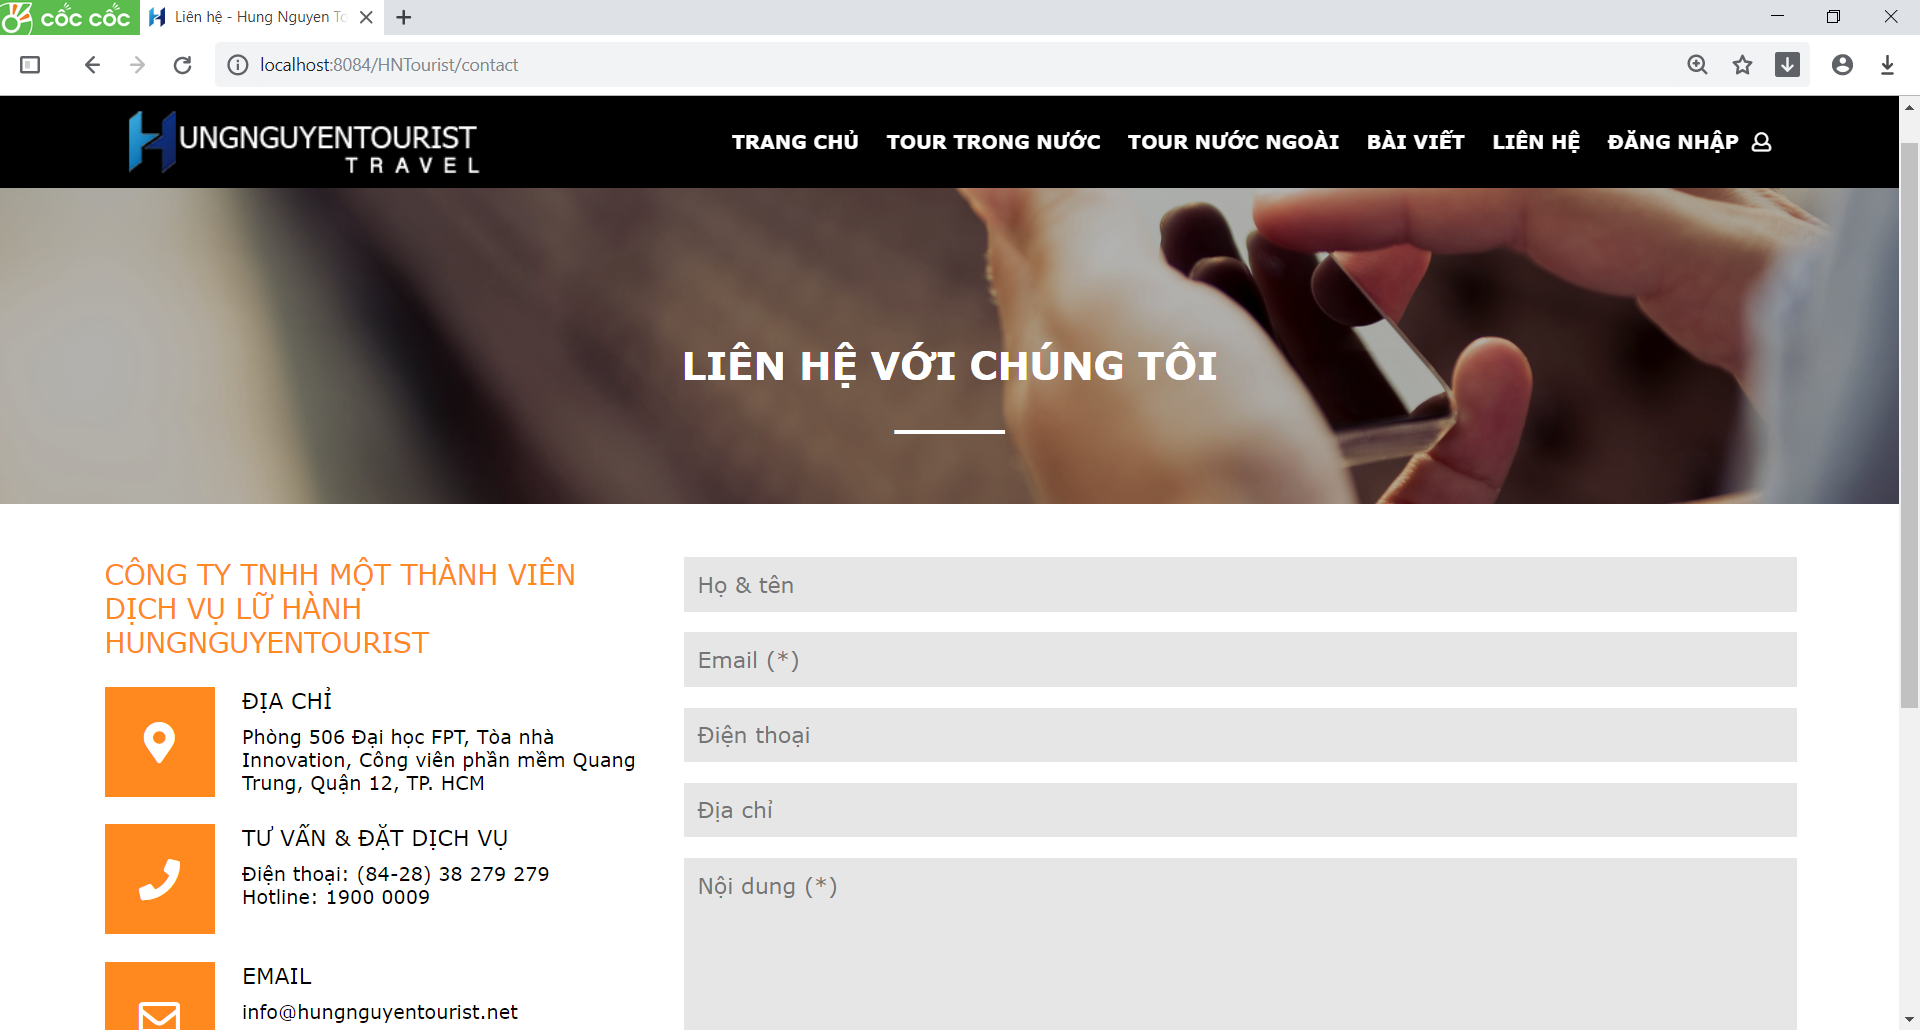 cốc cốc
Liên hệ - Hung Nguyen To
localhost:8084/HNTourist/contact
HUNGNGUYENTOURIST
TRAVEL
TRANG CHỦ TOUR TRONG NƯỚC TOUR NƯỚC NGOÀI BÀI VIẾT LIÊN HỆ ĐĂNG NHẬP
LIÊN HỆ VỚI CHÚNG TÔI
CÔNG TY TNHH MỘT THÀNH VIÊN
DỊCH VỤ LỮ HÀNH
HUNGNGUYENTOURIST
ĐỊA CHỈ
Phòng 506 Đại học FPT, Tòa nhà
Innovation, Công viên phần mềm Quang
Trung, Quận 12, TP. HCM
TƯ VẤN & ĐẶT DỊCH VỤ
Điện thoại: (84-28) 38 279 279
Hotline: 1900 0009
EMAIL
info@hungnguyentourist.net
Họ & tên
Email (*)
Điện thoại
Địa chỉ
Nội dung (*)